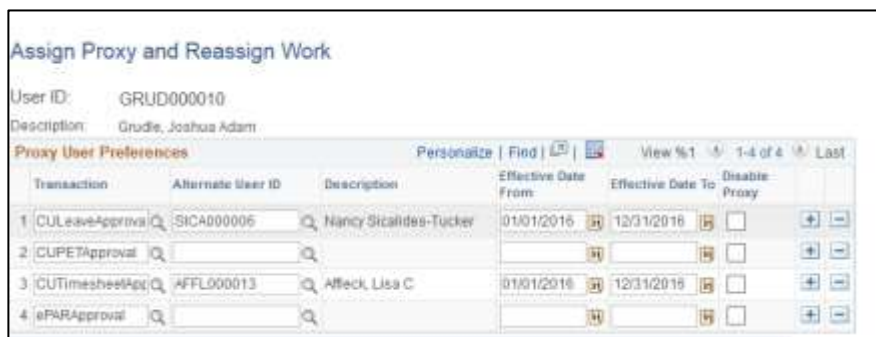 Assign Proxy and Reassign Work
User ID: GRUD000010
Description: Grudle, Joshua Adam
Proxy User Preferences Personalize | Find | | View %1 1-4 of 4 Last
Transaction Alternate User ID Description Effective Date From Effective Date To Disable Proxy
1 CULeaveApprova SICA000006 Nancy Sicalides-Tucker 01/01/2016 12/31/2016
2 CUPETApproval
3 CUTimesheetApp AFFL000013 Affleck, Lisa C 01/01/2016 12/31/2016
4 ePARApproval